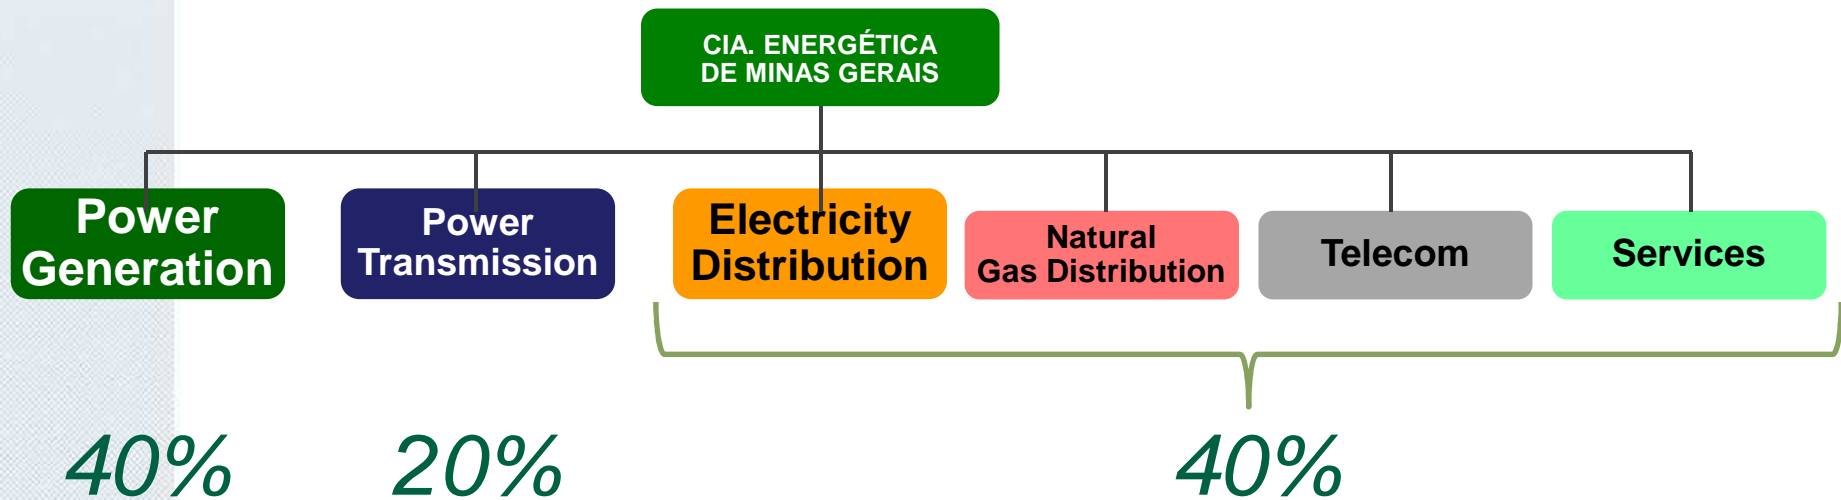 CIA. ENERGÉTICA
DE MINAS GERAIS
Power
Generation
Power
Transmission
Electricity
Distribution
Natural
Gas Distribution
Telecom
Services
40%
20%
40%